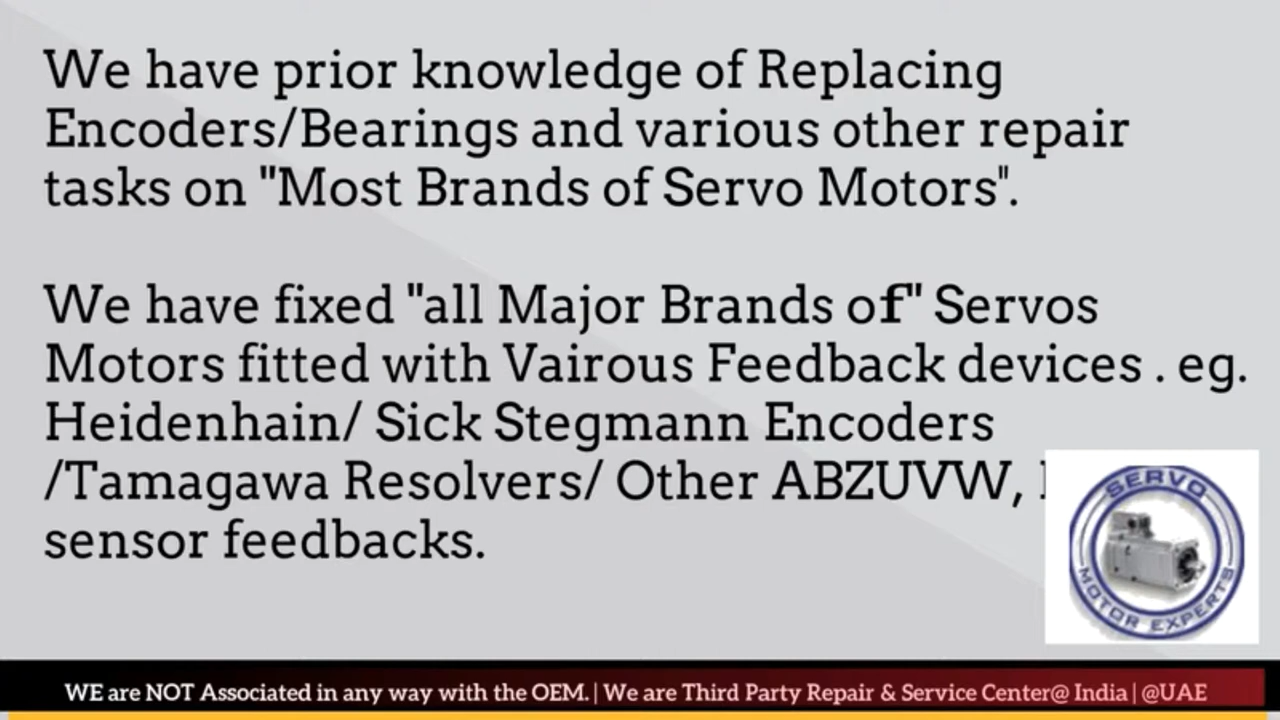 We have prior knowledge of Replacing
Encoders/Bearings and various other repair
tasks on "Most Brands of Servo Motors".
We have fixed "all Major Brands of" Servos
Motors fitted with Vairous Feedback devices . eg.
Heidenhain/ Sick Stegmann Encoders
/Tamagawa Resolvers/ Other ABZUVW,
sensor feedbacks.
SERVO
MOTOR EXPERTS
WE are NOT Associated in any way with the OEM. | We are Third Party Repair & Service Center@ India | @UAE